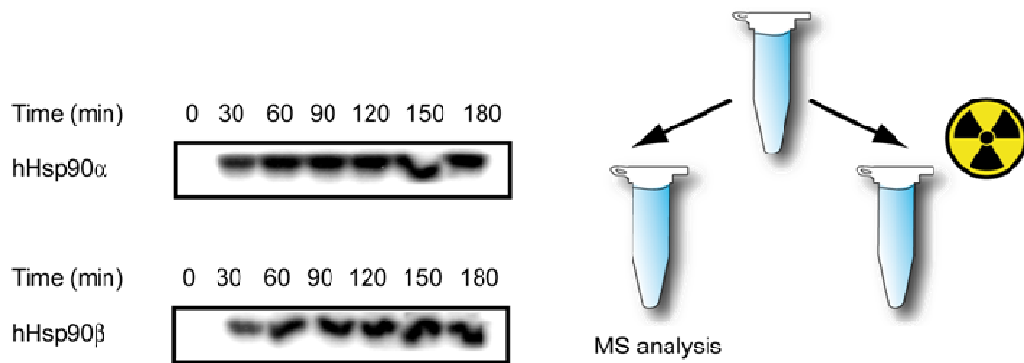 Time (min) 0 30 60 90 120 150 180
hHsp90α
Time (min) 0 30 60 90 120 150 180
hHsp90β
MS analysis